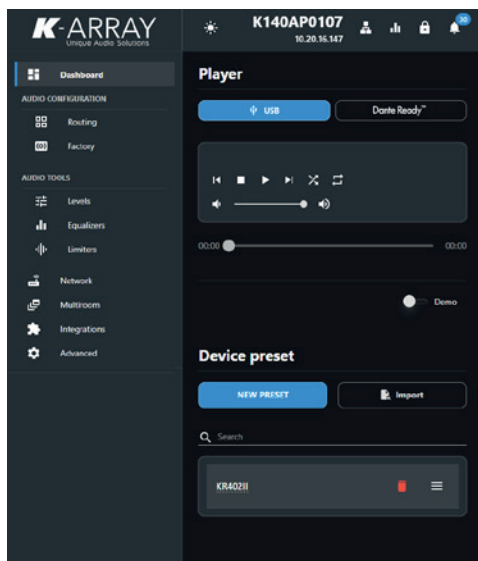 K-ARRAY
Unique Audio Solutions
K140AP0107
10.20.16.147
30
Dashboard
AUDIO CONFIGURATION
Routing
Factory
AUDIO TOOLS
Levels
Equalizers
Limiters
Network
Multiroom
Integrations
Advanced
Player
USB
Dante Ready™
00:00
00:00
Demo
Device preset
NEW PRESET
Import
Search
KR402II